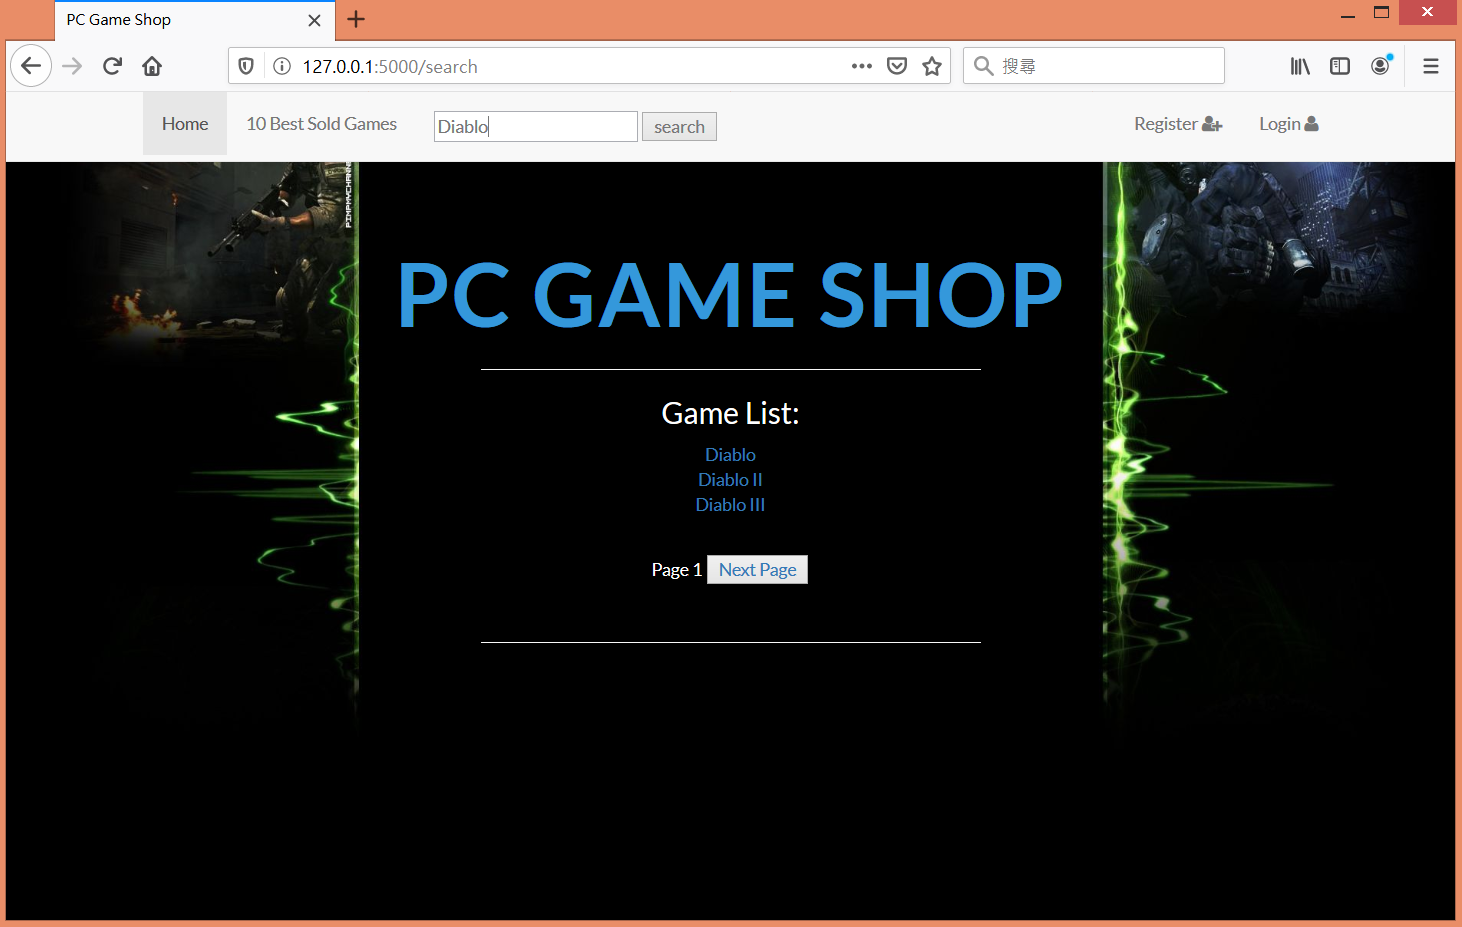 PC Game Shop
127.0.0.1:5000/search
搜尋
Home
10 Best Sold Games
Diablo
search
Register
Login
PIMPMYCHANN
PC GAME SHOP
Game List:
Diablo
Diablo II
Diablo III
Page 1 Next Page